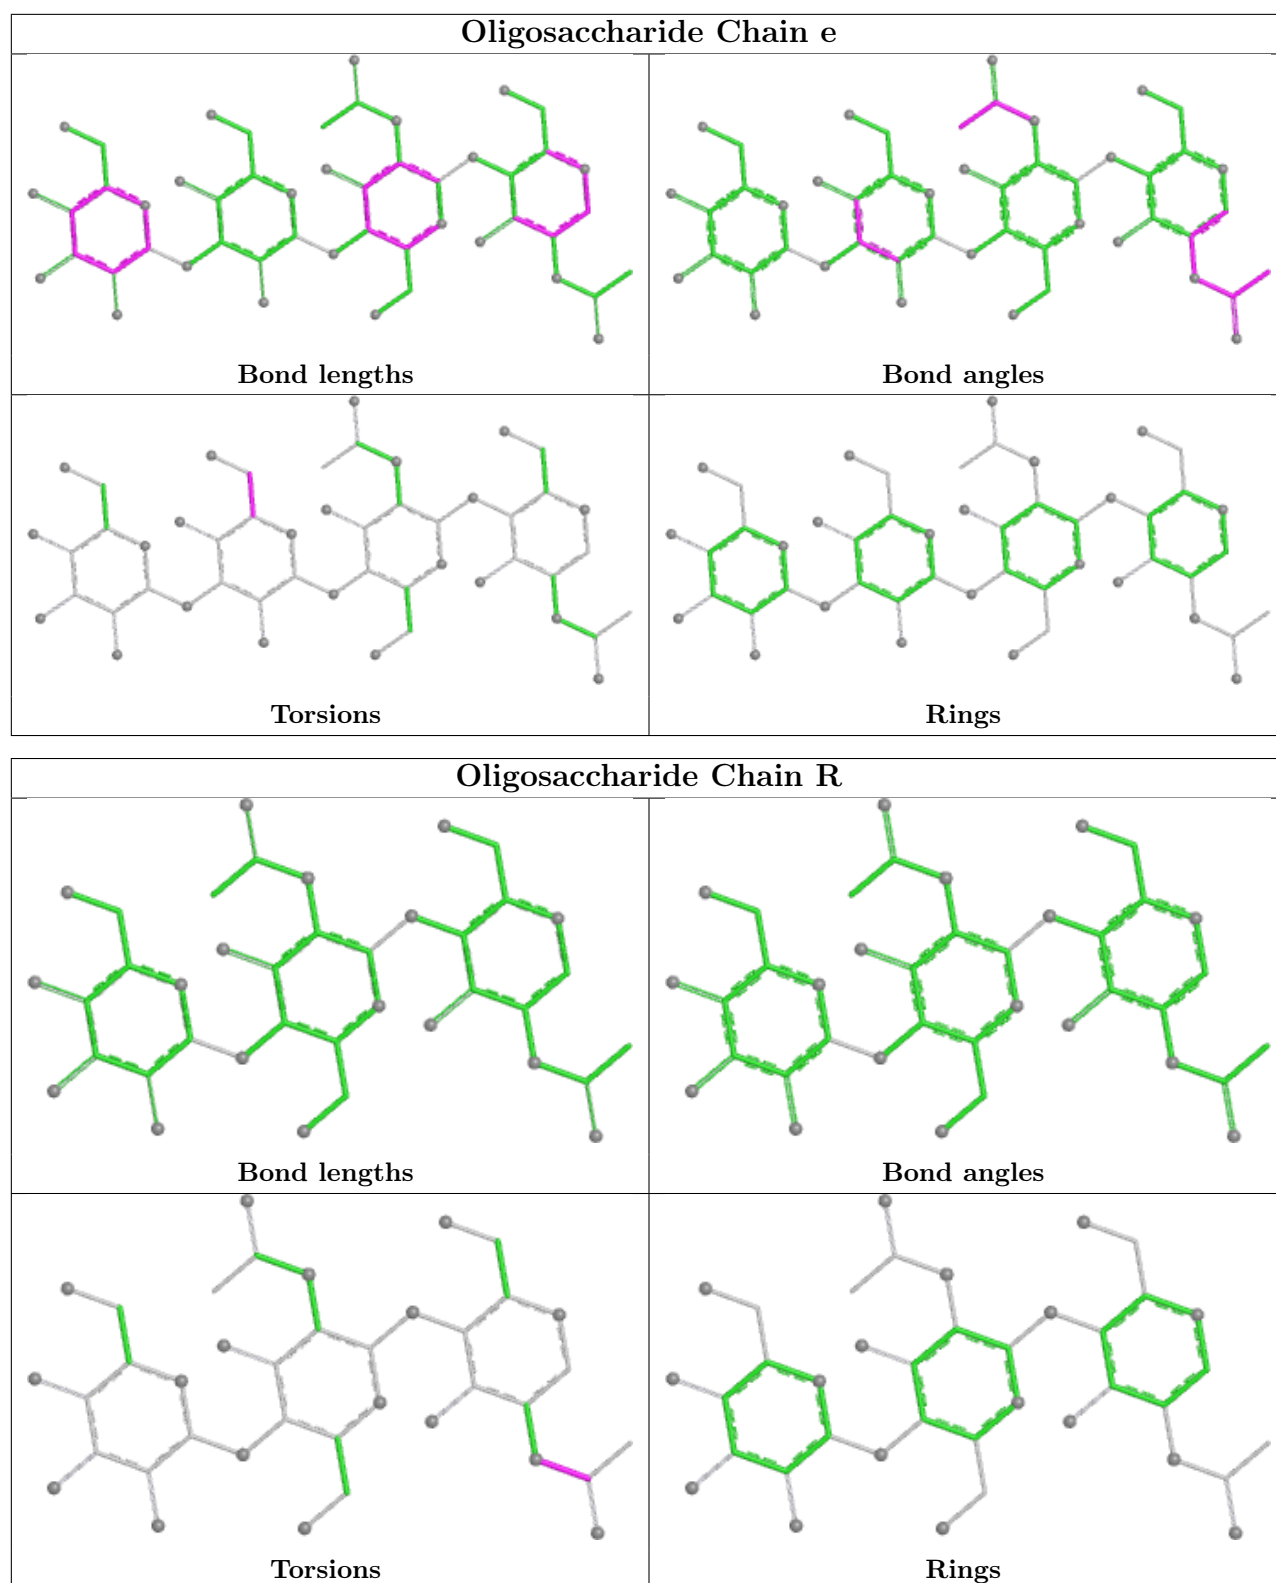 Oligosaccharide Chain e
Bond lengths
Bond angles
Torsions
Rings
Oligosaccharide Chain R
Bond lengths
Bond angles
Torsions
Rings